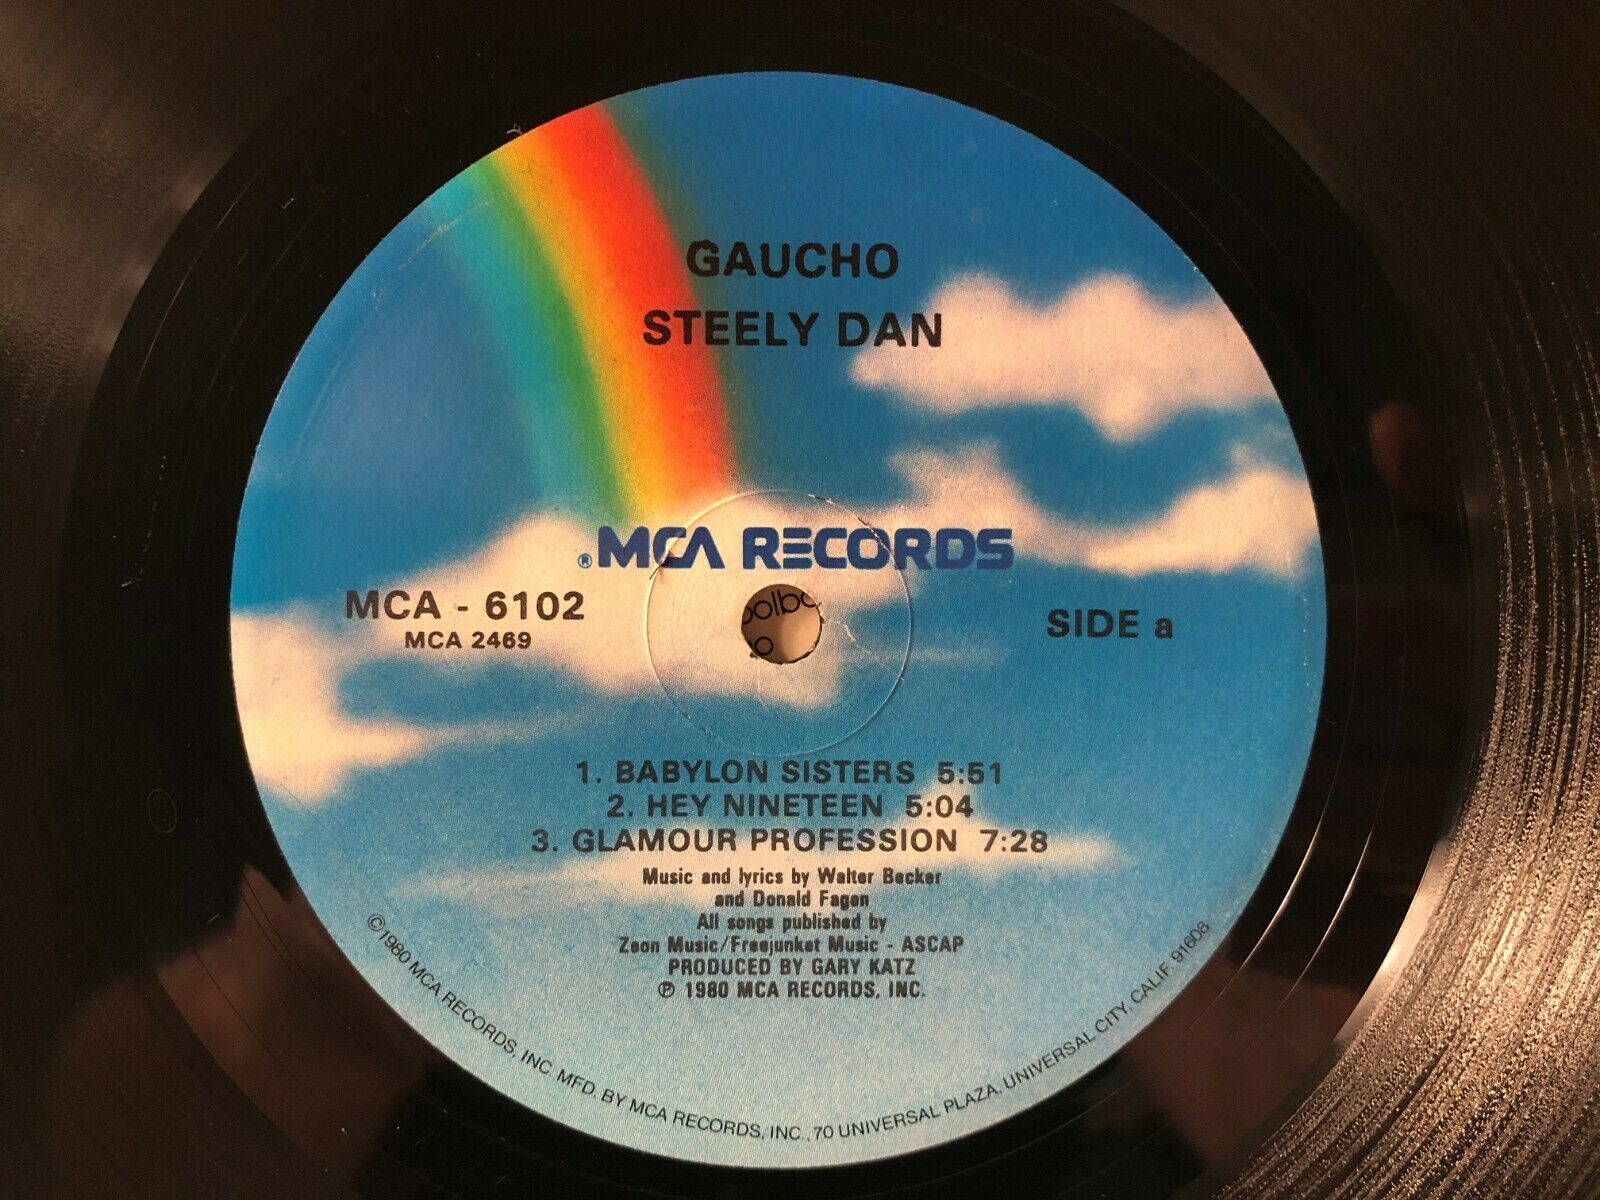 GAUCHO
STEELY DAN
®MCA RECORDS
MCA - 6102
MCA 2469
SIDE a
1. BABYLON SISTERS 5:51
2. HEY NINETEEN 5:04
3. GLAMOUR PROFESSION 7:28
Music and lyrics by Walter Becker
and Donald Fagen
All songs published by
Zeon Music/Freejunket Music - ASCAP
PRODUCED BY GARY KATZ
℗ 1980 MCA RECORDS, INC.
©1980 MCA RECORDS, INC. MFD. BY MCA RECORDS, INC., 70 UNIVERSAL PLAZA, UNIVERSAL CITY, CALIF. 91608